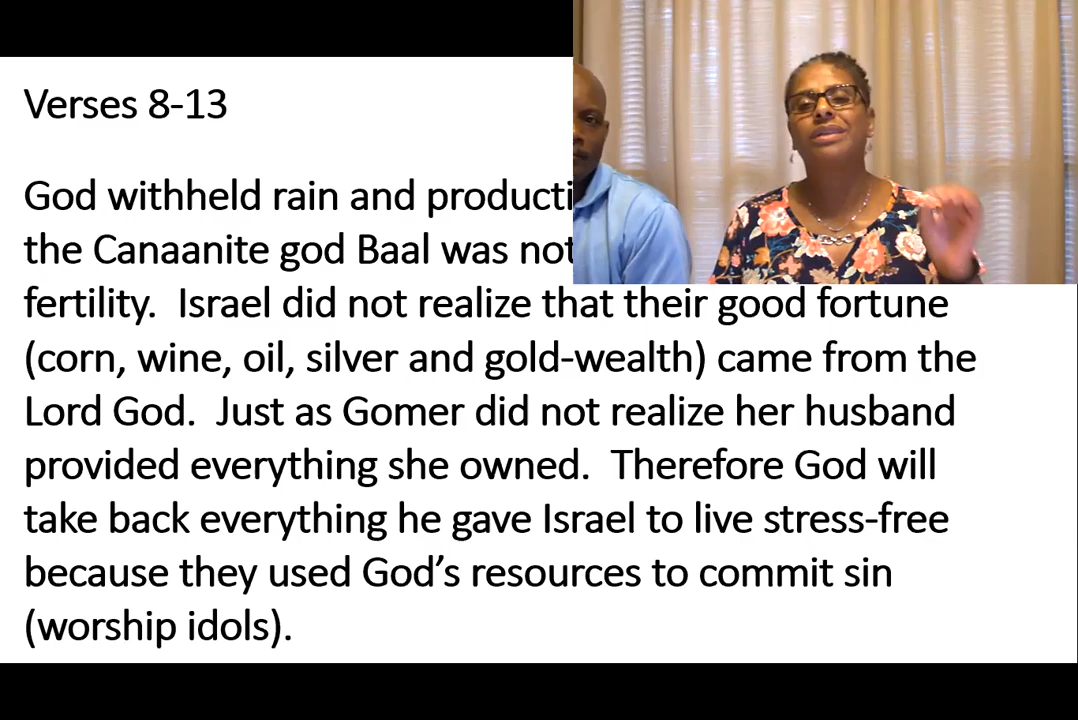 Verses 8-13
God withheld rain and producti
the Canaanite god Baal was not
fertility.  Israel did not realize that their good fortune
(corn, wine, oil, silver and gold-wealth) came from the
Lord God.  Just as Gomer did not realize her husband
provided everything she owned.  Therefore God will
take back everything he gave Israel to live stress-free
because they used God’s resources to commit sin
(worship idols).